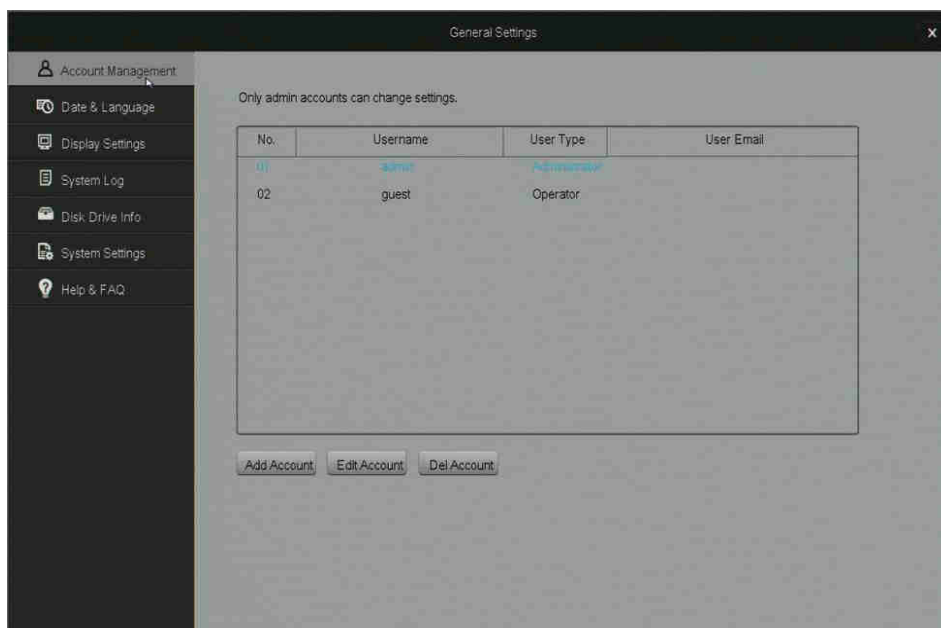 General Settings
X
Account Management
Date & Language
Display Settings
System Log
Disk Drive Info
System Settings
Help & FAQ
Only admin accounts can change settings.
No. Username User Type User Email
01 admin Administrator
02 guest Operator
Add Account Edit Account Del Account